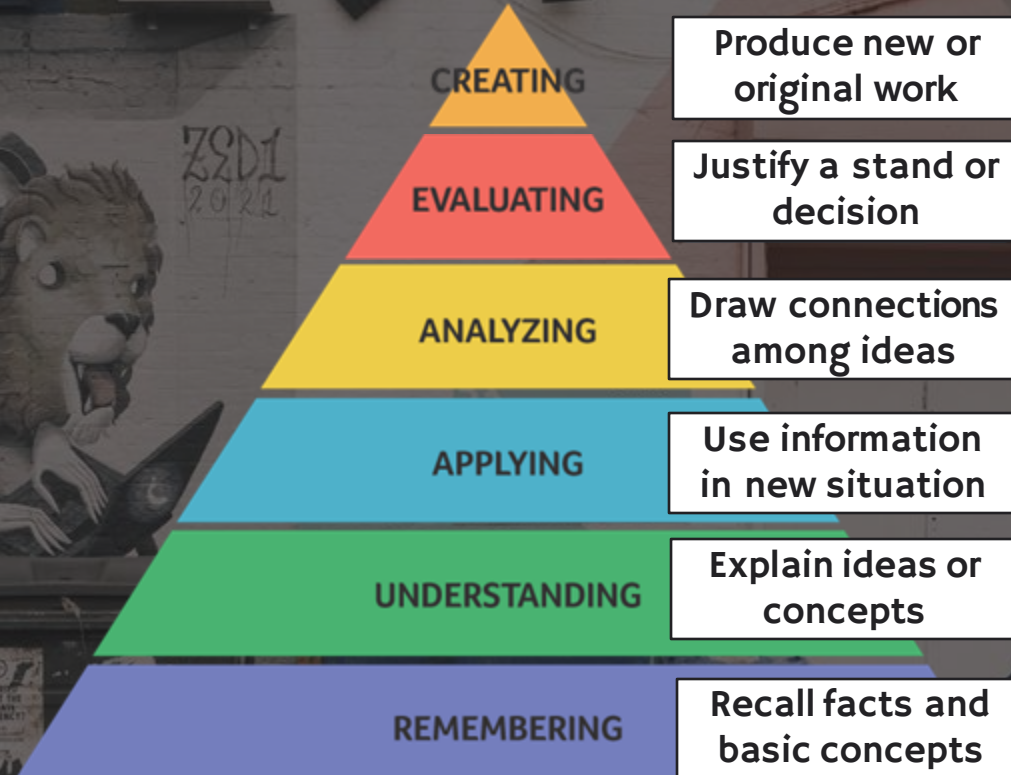 CREATING
Produce new or
original work
ZED1
EVALUATING
Justify a stand or
decision
ANALYZING
Draw connections
among ideas
APPLYING
Use information
in new situation
UNDERSTANDING
Explain ideas or
concepts
REMEMBERING
Recall facts and
basic concepts